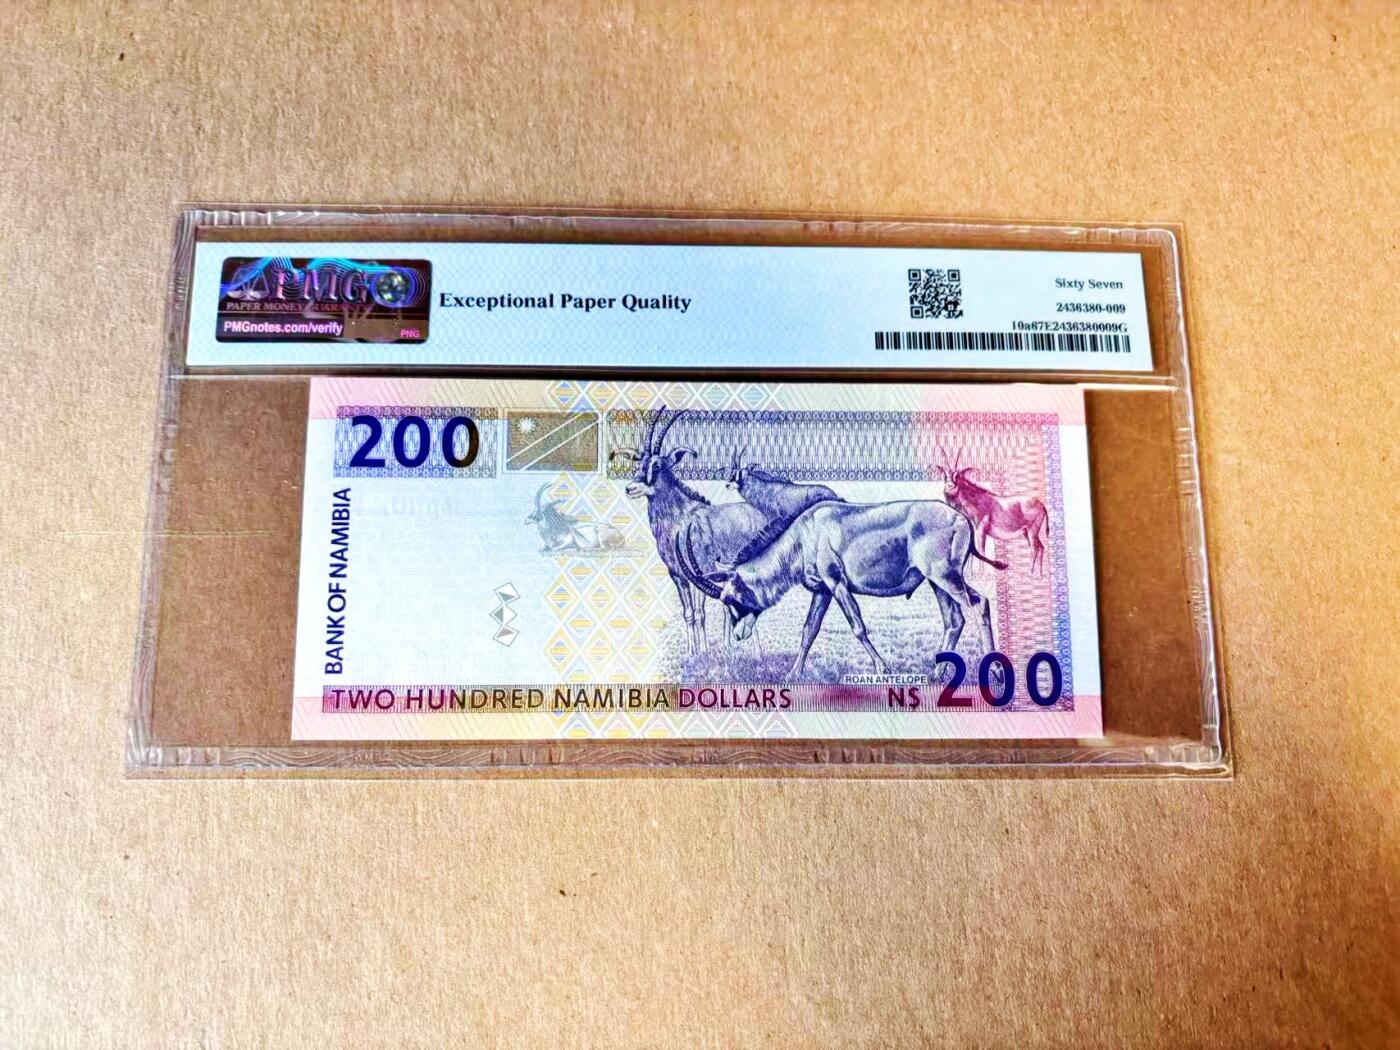 PMG
PAPER MONEY GUARANTY
PMGnotes.com/verify
PNG
Exceptional Paper Quality
Sixty Seven
2436380-009
10a67E2436380009G
200
BANK OF NAMIBIA
ROAN ANTELOPE
TWO HUNDRED NAMIBIA DOLLARS
N$ 200